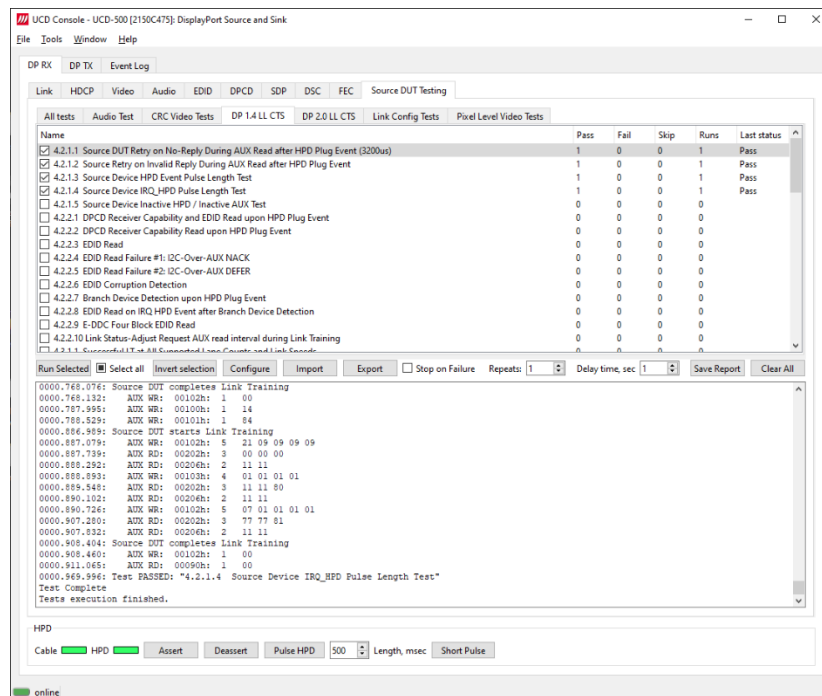 UCD Console - UCD-500 [2150C475]: DisplayPort Source and Sink
File Tools Window Help
DP RX DP TX Event Log
Link HDCP Video Audio EDID DPCD SDP DSC FEC Source DUT Testing
All tests Audio Test CRC Video Tests DP 1.4 LL CTS DP 2.0 LL CTS Link Config Tests Pixel Level Video Tests
Name Pass Fail Skip Runs Last status
4.2.1.1 Source DUT Retry on No-Reply During AUX Read after HPD Plug Event (3200us) 1 0 0 1 Pass
4.2.1.2 Source Retry on Invalid Reply During AUX Read after HPD Plug Event 1 0 0 1 Pass
4.2.1.3 Source Device HPD Event Pulse Length Test 1 0 0 1 Pass
4.2.1.4 Source Device IRQ_HPD Pulse Length Test 1 0 0 1 Pass
4.2.1.5 Source Device Inactive HPD / Inactive AUX Test 0 0 0 0
4.2.2.1 DPCD Receiver Capability and EDID Read upon HPD Plug Event 0 0 0 0
4.2.2.2 DPCD Receiver Capability Read upon HPD Plug Event 0 0 0 0
4.2.2.3 EDID Read 0 0 0 0
4.2.2.4 EDID Read Failure #1: I2C-Over-AUX NACK 0 0 0 0
4.2.2.5 EDID Read Failure #2: I2C-Over-AUX DEFER 0 0 0 0
4.2.2.6 EDID Corruption Detection 0 0 0 0
4.2.2.7 Branch Device Detection upon HPD Plug Event 0 0 0 0
4.2.2.8 EDID Read on IRQ HPD Event after Branch Device Detection 0 0 0 0
4.2.2.9 E-DDC Four Block EDID Read 0 0 0 0
4.2.2.10 Link Status-Adjust Request AUX read interval during Link Training 0 0 0 0
4.3.1.1 Successful LT at All Supported Lane Counts and Link Speeds 0 0 0 0
Run Selected Select all Invert selection Configure Import Export Stop on Failure Repeats: 1 Delay time, sec 1 Save Report Clear All
0000.768.076: Source DUT completes Link Training
0000.768.132: AUX WR: 00102h: 1 00
0000.787.995: AUX WR: 00100h: 1 14
0000.788.529: AUX WR: 00101h: 1 84
0000.886.989: Source DUT starts Link Training
0000.887.079: AUX WR: 00102h: 5 21 09 09 09 09
0000.887.739: AUX RD: 00202h: 3 00 00 00
0000.888.292: AUX RD: 00206h: 2 11 11
0000.888.893: AUX WR: 00103h: 4 01 01 01 01
0000.889.548: AUX RD: 00202h: 3 11 11 80
0000.890.102: AUX RD: 00206h: 2 11 11
0000.890.726: AUX WR: 00102h: 5 07 01 01 01 01
0000.907.280: AUX RD: 00202h: 3 77 77 81
0000.907.832: AUX RD: 00206h: 2 11 11
0000.908.404: Source DUT completes Link Training
0000.908.460: AUX WR: 00102h: 1 00
0000.911.065: AUX RD: 00090h: 1 00
0000.969.996: Test PASSED: "4.2.1.4 Source Device IRQ_HPD Pulse Length Test"
Test Complete
Tests execution finished.
HPD
Cable HPD Assert Deassert Pulse HPD 500 Length, msec Short Pulse
online